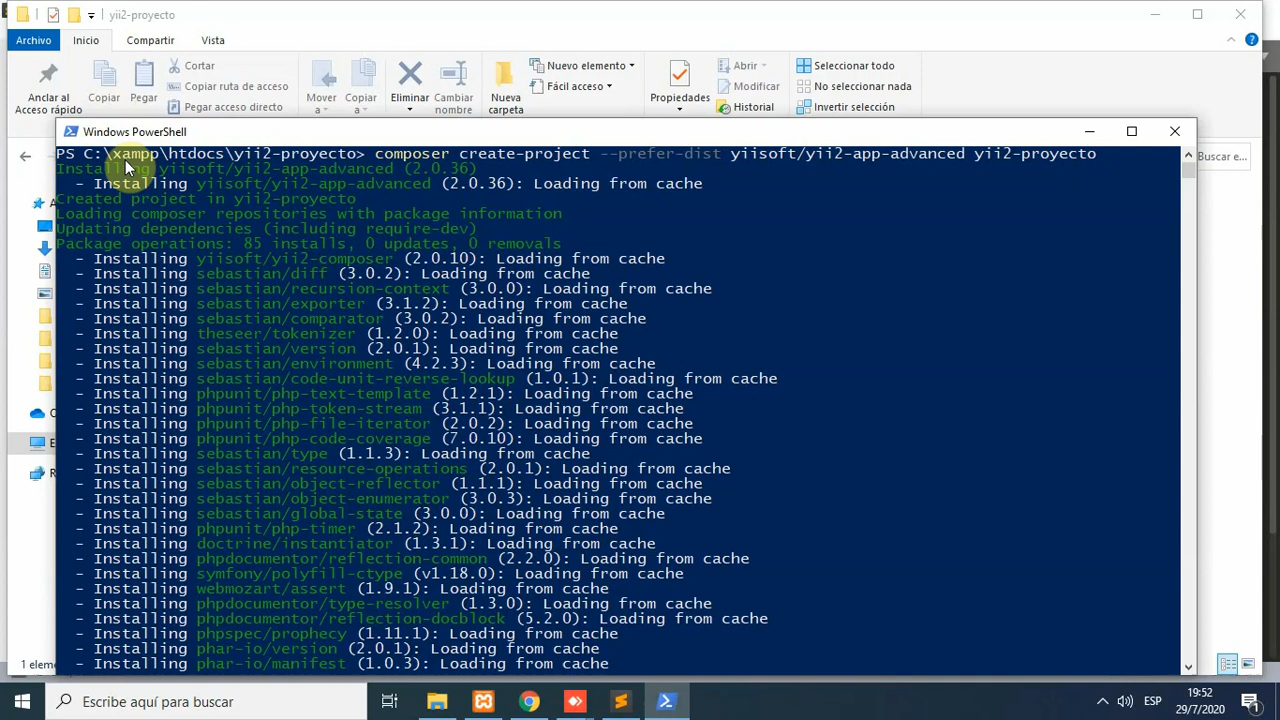 yii2-proyecto
Archivo Inicio Compartir Vista
Anclar al
Acceso rápido
Copiar
Pegar
Cortar
Copiar ruta de acceso
Pegar acceso directo
Mover
a
Copiar
a
Eliminar
Cambiar
nombre
Nueva
carpeta
Nuevo elemento
Fácil acceso
Propiedades
Abrir
Modificar
Historial
Seleccionar todo
No seleccionar nada
Invertir selección
Buscar e...
Windows PowerShell
PS C:\xampp\htdocs\yii2-proyecto> composer create-project --prefer-dist yiisoft/yii2-app-advanced yii2-proyecto
Installing yiisoft/yii2-app-advanced (2.0.36)
- Installing yiisoft/yii2-app-advanced (2.0.36): Loading from cache
Created project in yii2-proyecto
Loading composer repositories with package information
Updating dependencies (including require-dev)
Package operations: 85 installs, 0 updates, 0 removals
- Installing yiisoft/yii2-composer (2.0.10): Loading from cache
- Installing sebastian/diff (3.0.2): Loading from cache
- Installing sebastian/recursion-context (3.0.0): Loading from cache
- Installing sebastian/exporter (3.1.2): Loading from cache
- Installing sebastian/comparator (3.0.2): Loading from cache
- Installing theseer/tokenizer (1.2.0): Loading from cache
- Installing sebastian/version (2.0.1): Loading from cache
- Installing sebastian/environment (4.2.3): Loading from cache
- Installing sebastian/code-unit-reverse-lookup (1.0.1): Loading from cache
- Installing phpunit/php-text-template (1.2.1): Loading from cache
- Installing phpunit/php-token-stream (3.1.1): Loading from cache
- Installing phpunit/php-file-iterator (2.0.2): Loading from cache
- Installing phpunit/php-code-coverage (7.0.10): Loading from cache
- Installing sebastian/type (1.1.3): Loading from cache
- Installing sebastian/resource-operations (2.0.1): Loading from cache
- Installing sebastian/object-reflector (1.1.1): Loading from cache
- Installing sebastian/object-enumerator (3.0.3): Loading from cache
- Installing sebastian/global-state (3.0.0): Loading from cache
- Installing phpunit/php-timer (2.1.2): Loading from cache
- Installing doctrine/instantiator (1.3.1): Loading from cache
- Installing phpdocumentor/reflection-common (2.2.0): Loading from cache
- Installing symfony/polyfill-ctype (v1.18.0): Loading from cache
- Installing webmozart/assert (1.9.1): Loading from cache
- Installing phpdocumentor/type-resolver (1.3.0): Loading from cache
- Installing phpdocumentor/reflection-docblock (5.2.0): Loading from cache
- Installing phpspec/prophecy (1.11.1): Loading from cache
- Installing phar-io/version (2.0.1): Loading from cache
- Installing phar-io/manifest (1.0.3): Loading from cache
1 eleme
Escribe aquí para buscar
ESP
19:52
29/7/2020
1